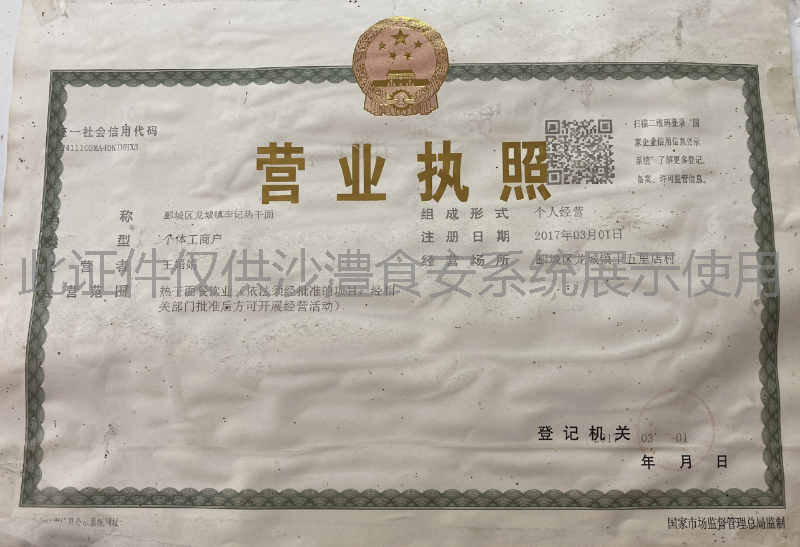 一社会信用代码
扫描二维码登录‘国
家企业信用信息公示
系统’了解更多登记、
备案、许可监管信息。
营业执照
称 郾城区龙城镇李记热干面
组成形式 个人经营
型 个体工商户
注册日期 2017年03月01日
营者
经营场所 郾城区龙城镇十五里店村
此证件仅供沙澧食安系统展示使用
营范围 热干面食饮业（依法须经批准的项目，经相
关部门批准后方可开展经营活动）
登记机关
03 -01
年 月 日
国家市场监督管理总局监制